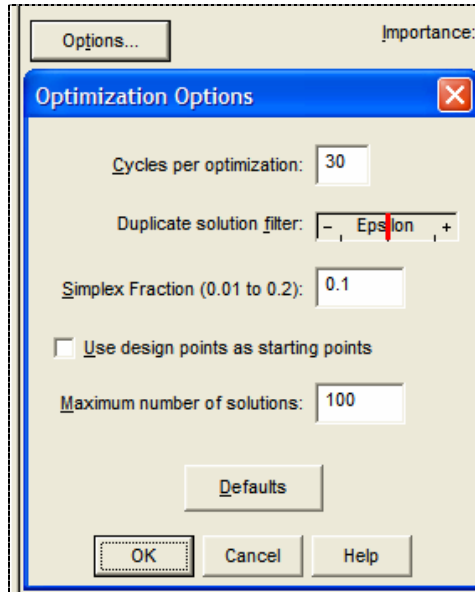 Options...
Importance:
Optimization Options
Cycles per optimization: 30
Duplicate solution filter: - Epsilon +
Simplex Fraction (0.01 to 0.2): 0.1
Use design points as starting points
Maximum number of solutions: 100
Defaults
OK Cancel Help